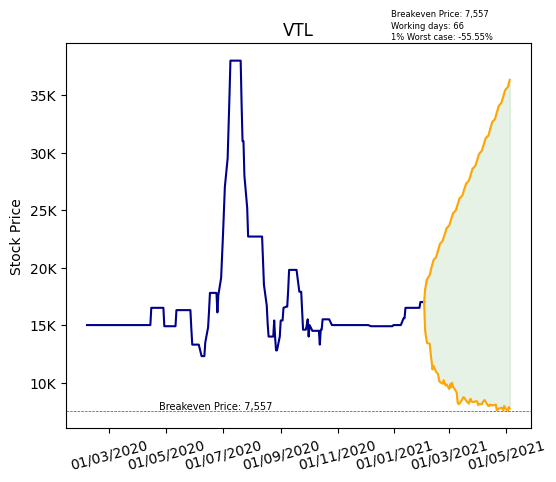 Breakeven Price: 7,557
Working days: 66
1% Worst case: -55.55%
VTL
Stock Price
35K
30K
25K
20K
15K
10K
Breakeven Price: 7,557
01/03/2020
01/05/2020
01/07/2020
01/09/2020
01/11/2020
01/01/2021
01/03/2021
01/05/2021